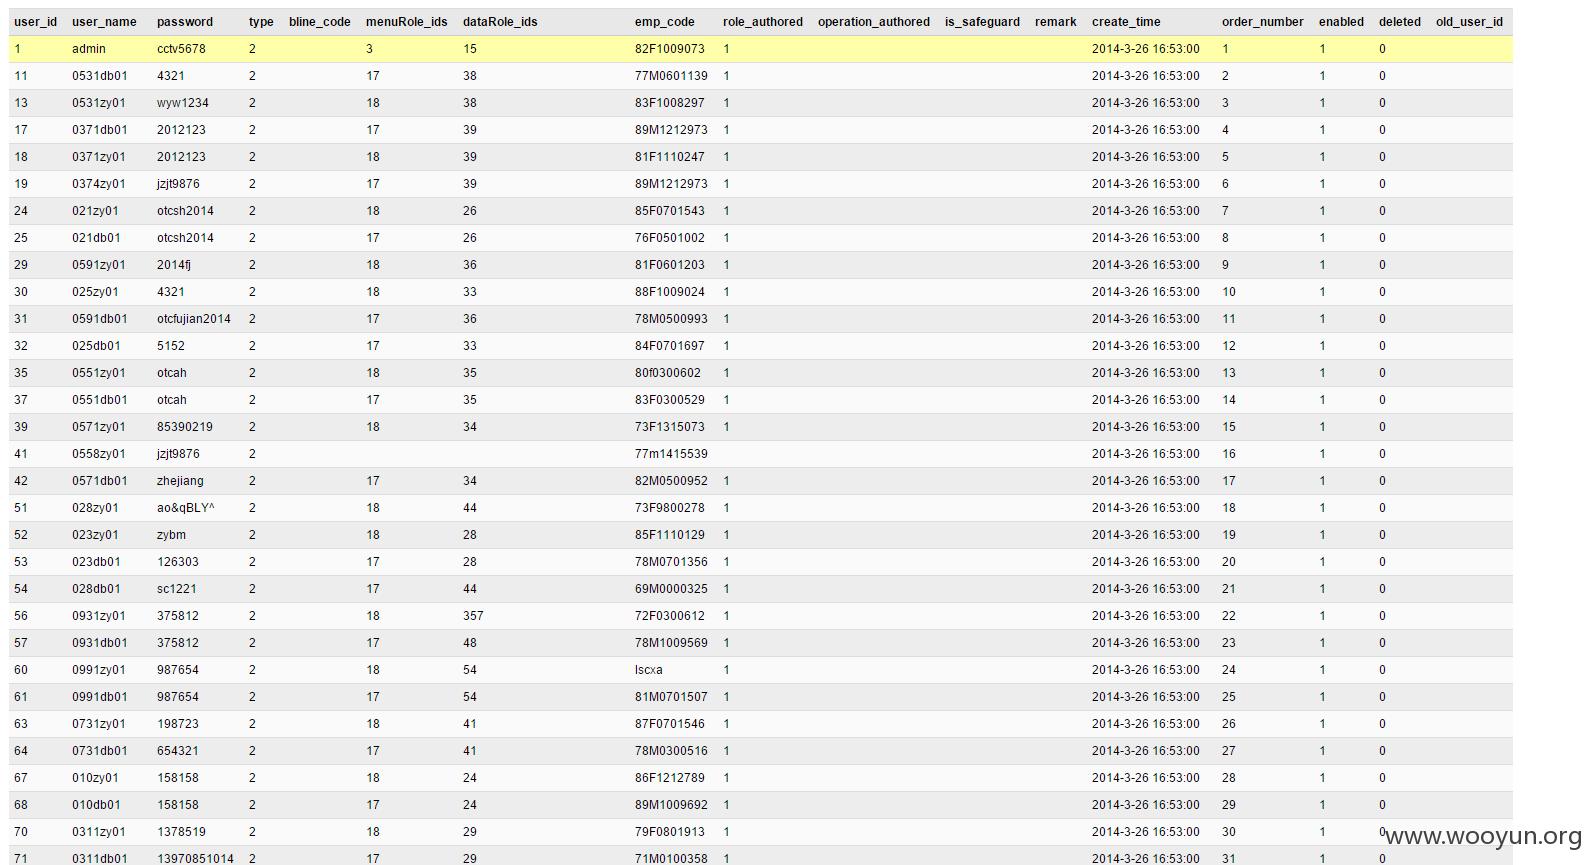 user_id user_name password type bline_code menuRole_ids dataRole_ids emp_code role_authored operation_authored is_safeguard remark create_time order_number enabled deleted old_user_id
1 admin cctv5678 2 3 15 82F1009073 1 2014-3-26 16:53:00 1 1 0
11 0531db01 4321 2 17 38 77M0601139 1 2014-3-26 16:53:00 2 1 0
13 0531zy01 wyw1234 2 18 38 83F1008297 1 2014-3-26 16:53:00 3 1 0
17 0371db01 2012123 2 17 39 89M1212973 1 2014-3-26 16:53:00 4 1 0
18 0371zy01 2012123 2 18 39 81F1110247 1 2014-3-26 16:53:00 5 1 0
19 0374zy01 jzjt9876 2 17 39 89M1212973 1 2014-3-26 16:53:00 6 1 0
24 021zy01 otcsh2014 2 18 26 85F0701543 1 2014-3-26 16:53:00 7 1 0
25 021db01 otcsh2014 2 17 26 76F0501002 1 2014-3-26 16:53:00 8 1 0
29 0591zy01 2014fj 2 18 36 81F0601203 1 2014-3-26 16:53:00 9 1 0
30 025zy01 4321 2 18 33 88F1009024 1 2014-3-26 16:53:00 10 1 0
31 0591db01 otcfujian2014 2 17 36 78M0500993 1 2014-3-26 16:53:00 11 1 0
32 025db01 5152 2 17 33 84F0701697 1 2014-3-26 16:53:00 12 1 0
35 0551zy01 otcah 2 18 35 80f0300602 1 2014-3-26 16:53:00 13 1 0
37 0551db01 otcah 2 17 35 83F0300529 1 2014-3-26 16:53:00 14 1 0
39 0571zy01 85390219 2 18 34 73F1315073 1 2014-3-26 16:53:00 15 1 0
41 0558zy01 jzjt9876 2 77m1415539 2014-3-26 16:53:00 16 1 0
42 0571db01 zhejiang 2 17 34 82M0500952 1 2014-3-26 16:53:00 17 1 0
51 028zy01 ao&qBLY^ 2 18 44 73F9800278 1 2014-3-26 16:53:00 18 1 0
52 023zy01 zybm 2 18 28 85F1110129 1 2014-3-26 16:53:00 19 1 0
53 023db01 126303 2 17 28 78M0701356 1 2014-3-26 16:53:00 20 1 0
54 028db01 sc1221 2 17 44 69M0000325 1 2014-3-26 16:53:00 21 1 0
56 0931zy01 375812 2 18 357 72F0300612 1 2014-3-26 16:53:00 22 1 0
57 0931db01 375812 2 17 48 78M1009569 1 2014-3-26 16:53:00 23 1 0
60 0991zy01 987654 2 18 54 lscxa 1 2014-3-26 16:53:00 24 1 0
61 0991db01 987654 2 17 54 81M0701507 1 2014-3-26 16:53:00 25 1 0
63 0731zy01 198723 2 18 41 87F0701546 1 2014-3-26 16:53:00 26 1 0
64 0731db01 654321 2 17 41 78M0300516 1 2014-3-26 16:53:00 27 1 0
67 010zy01 158158 2 18 24 86F1212789 1 2014-3-26 16:53:00 28 1 0
68 010db01 158158 2 17 24 89M1009692 1 2014-3-26 16:53:00 29 1 0
70 0311zy01 1378519 2 18 29 79F0801913 1 2014-3-26 16:53:00 30 1 0
www.wooyun.org
71 0311db01 13970851014 2 17 29 71M0100358 1 2014-3-26 16:53:00 31 1 0